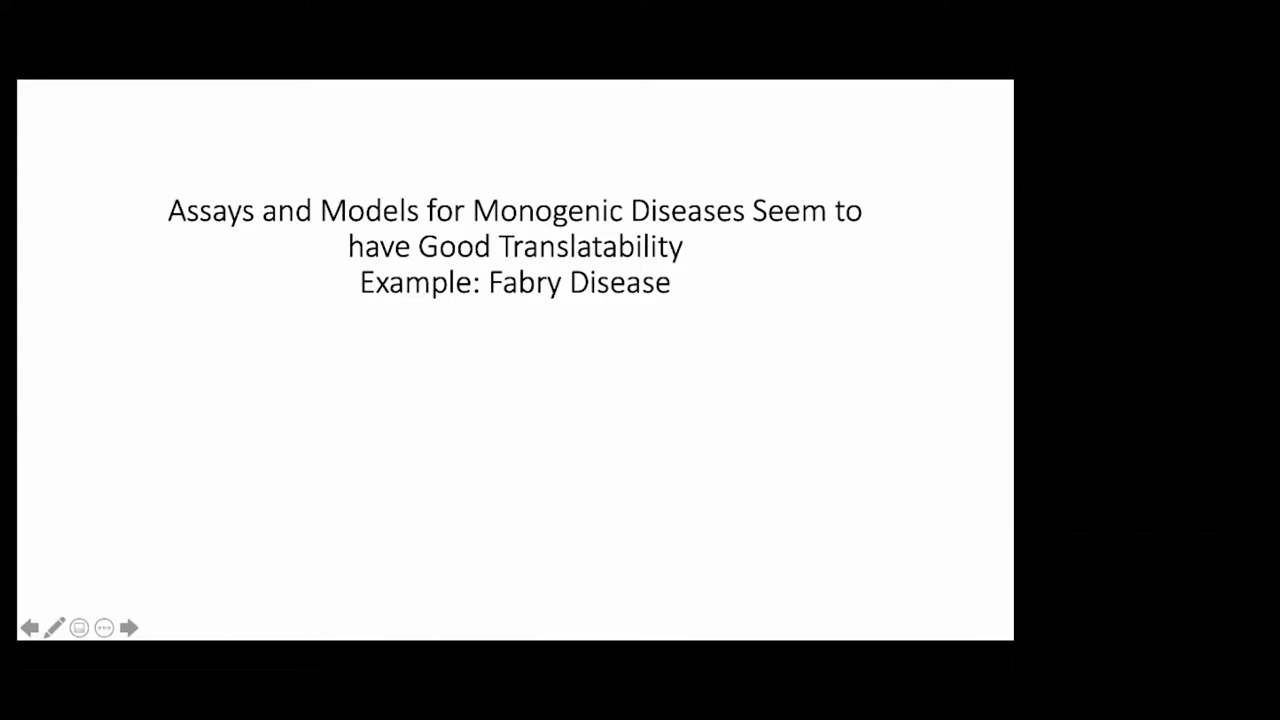 Assays and Models for Monogenic Diseases Seem to
have Good Translatability
Example: Fabry Disease